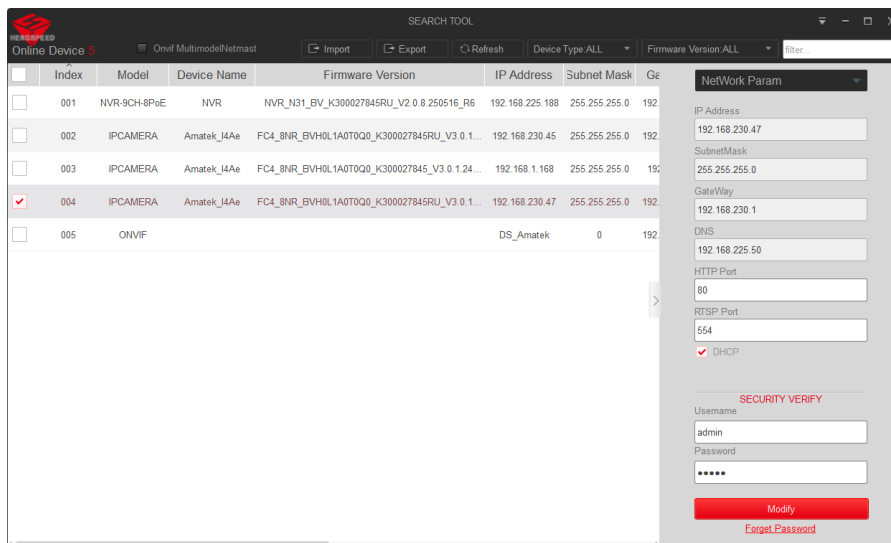 SEARCH TOOL
HEROSPEED
Online Device 5
Onvif MultimodelNetmast
Import
Export
Refresh
Device Type:ALL
Firmware Version:ALL
filter...
Index Model Device Name Firmware Version IP Address Subnet Mask Ga
001 NVR-9CH-8PoE NVR NVR_N31_BV_K300027845RU_V2.0.8.250516_R6 192.168.225.188 255.255.255.0 192.
002 IPCAMERA Amatek_I4Ae FC4_8NR_BVH0L1A0T0Q0_K300027845RU_V3.0.1... 192.168.230.45 255.255.255.0 192.
003 IPCAMERA Amatek_I4Ae FC4_8NR_BVH0L1A0T0Q0_K300027845_V3.0.1.24... 192.168.1.168 255.255.255.0 192
004 IPCAMERA Amatek_I4Ae FC4_8NR_BVH0L1A0T0Q0_K300027845RU_V3.0.1... 192.168.230.47 255.255.255.0 192.
005 ONVIF DS_Amatek 0 192.
NetWork Param
IP Address
192.168.230.47
SubnetMask
255.255.255.0
GateWay
192.168.230.1
DNS
192.168.225.50
HTTP Port
80
RTSP Port
554
DHCP
SECURITY VERIFY
Username
admin
Password
•••••
Modify
Forget Password